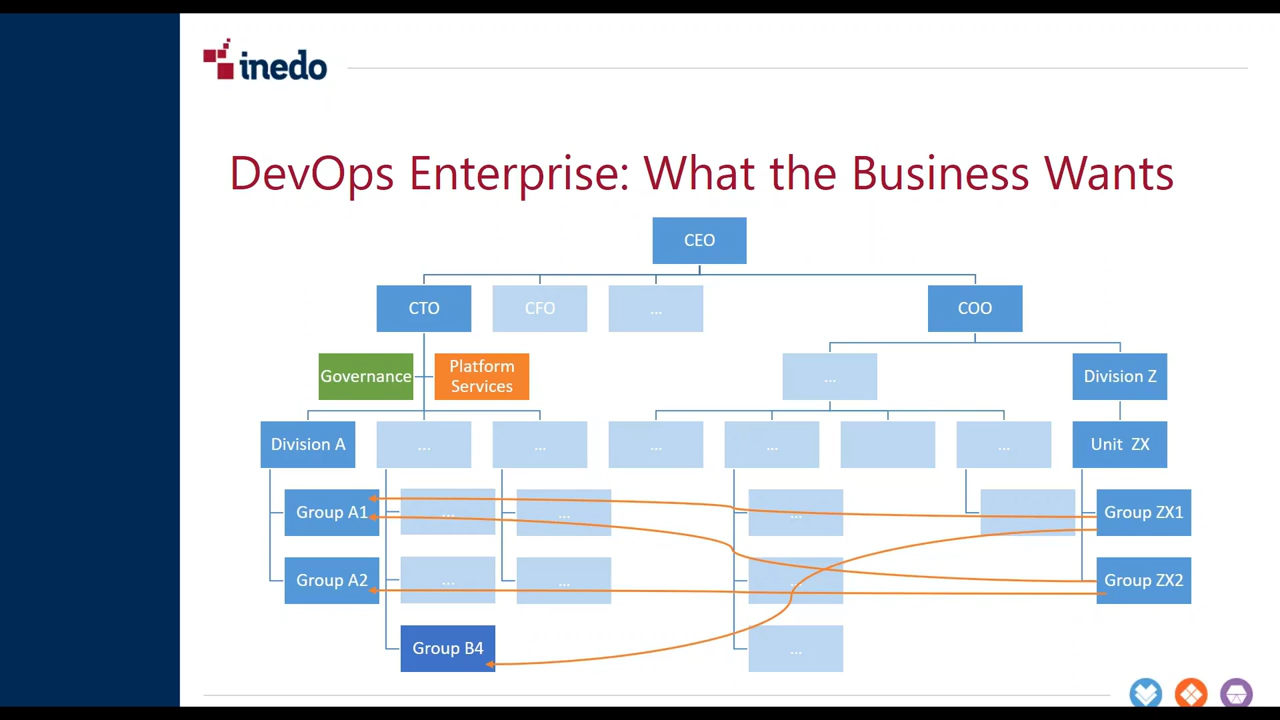 inedo
DevOps Enterprise: What the Business Wants
CEO
CTO
CFO
...
COO
Governance
Platform
Services
...
Division Z
Division A
...
...
...
...
...
Unit ZX
Group A1
...
...
...
Group ZX1
Group A2
...
...
...
Group ZX2
Group B4
...